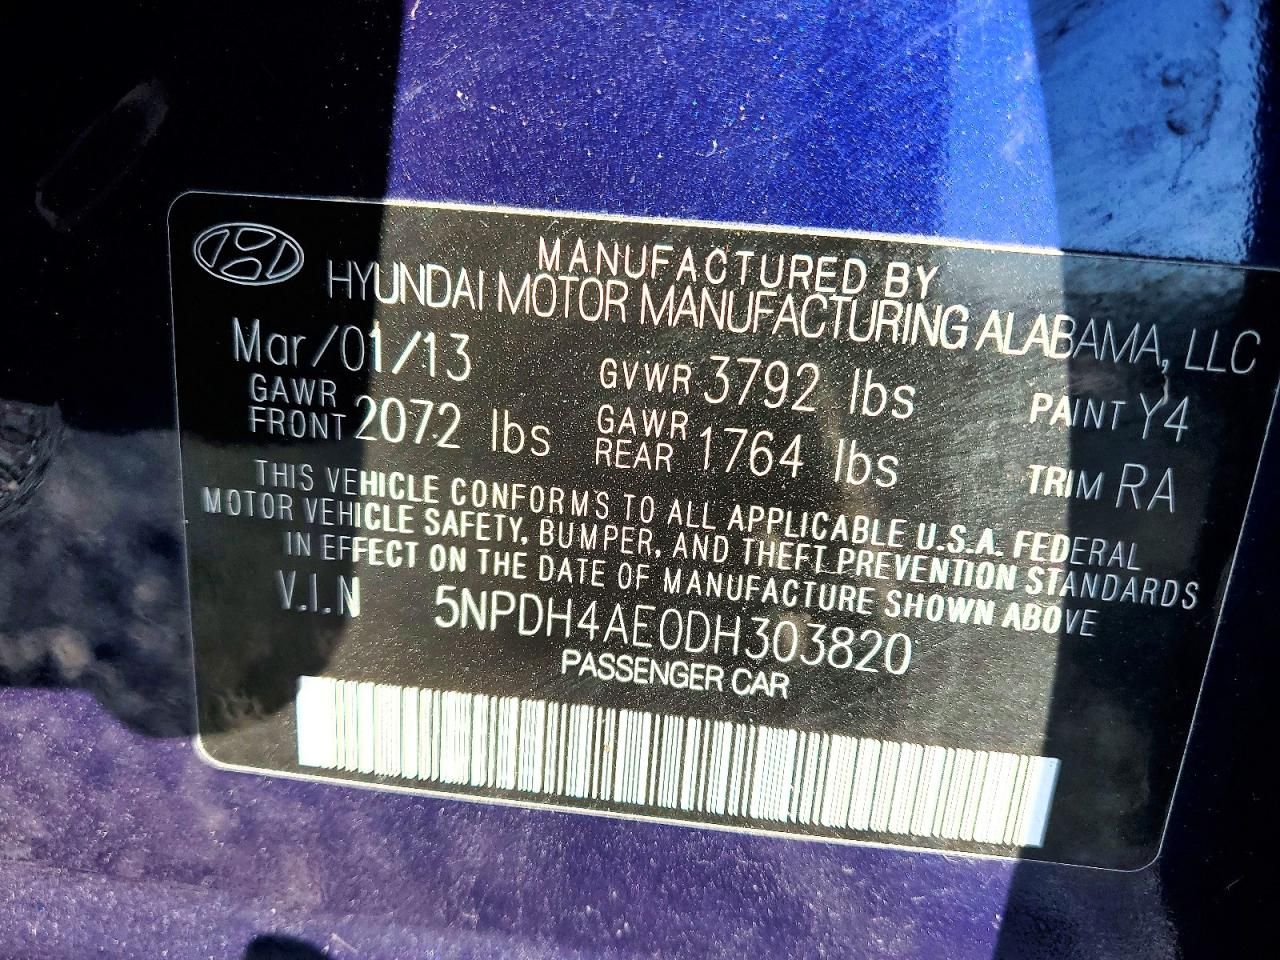 MANUFACTURED BY
HYUNDAI MOTOR MANUFACTURING ALABAMA, LLC
Mar/01/13 GVWR 3792 lbs PAINT Y4
GAWR FRONT 2072 lbs GAWR REAR 1764 lbs TRIM RA
THIS VEHICLE CONFORMS TO ALL APPLICABLE U.S.A. FEDERAL
MOTOR VEHICLE SAFETY, BUMPER, AND THEFT PREVENTION STANDARDS
IN EFFECT ON THE DATE OF MANUFACTURE SHOWN ABOVE
V.I.N 5NPDH4AE0DH303820
PASSENGER CAR